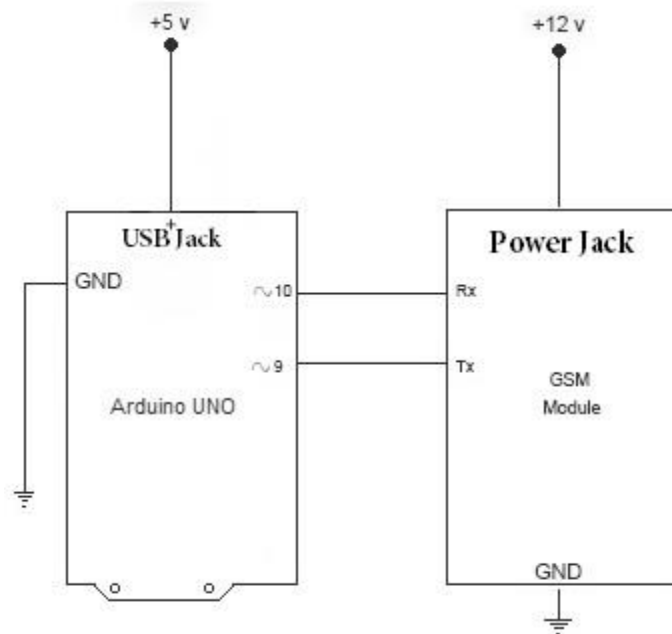 +5 v
+12 v
+
USB Jack
Power Jack
GND
~10
Rx
~9
Tx
Arduino UNO
GSM
Module
GND